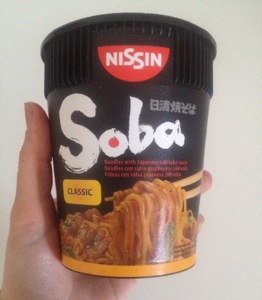 NISSIN
日清焼そば
Soba
Noodles with Japanese yakisoba sauce
CLASSIC